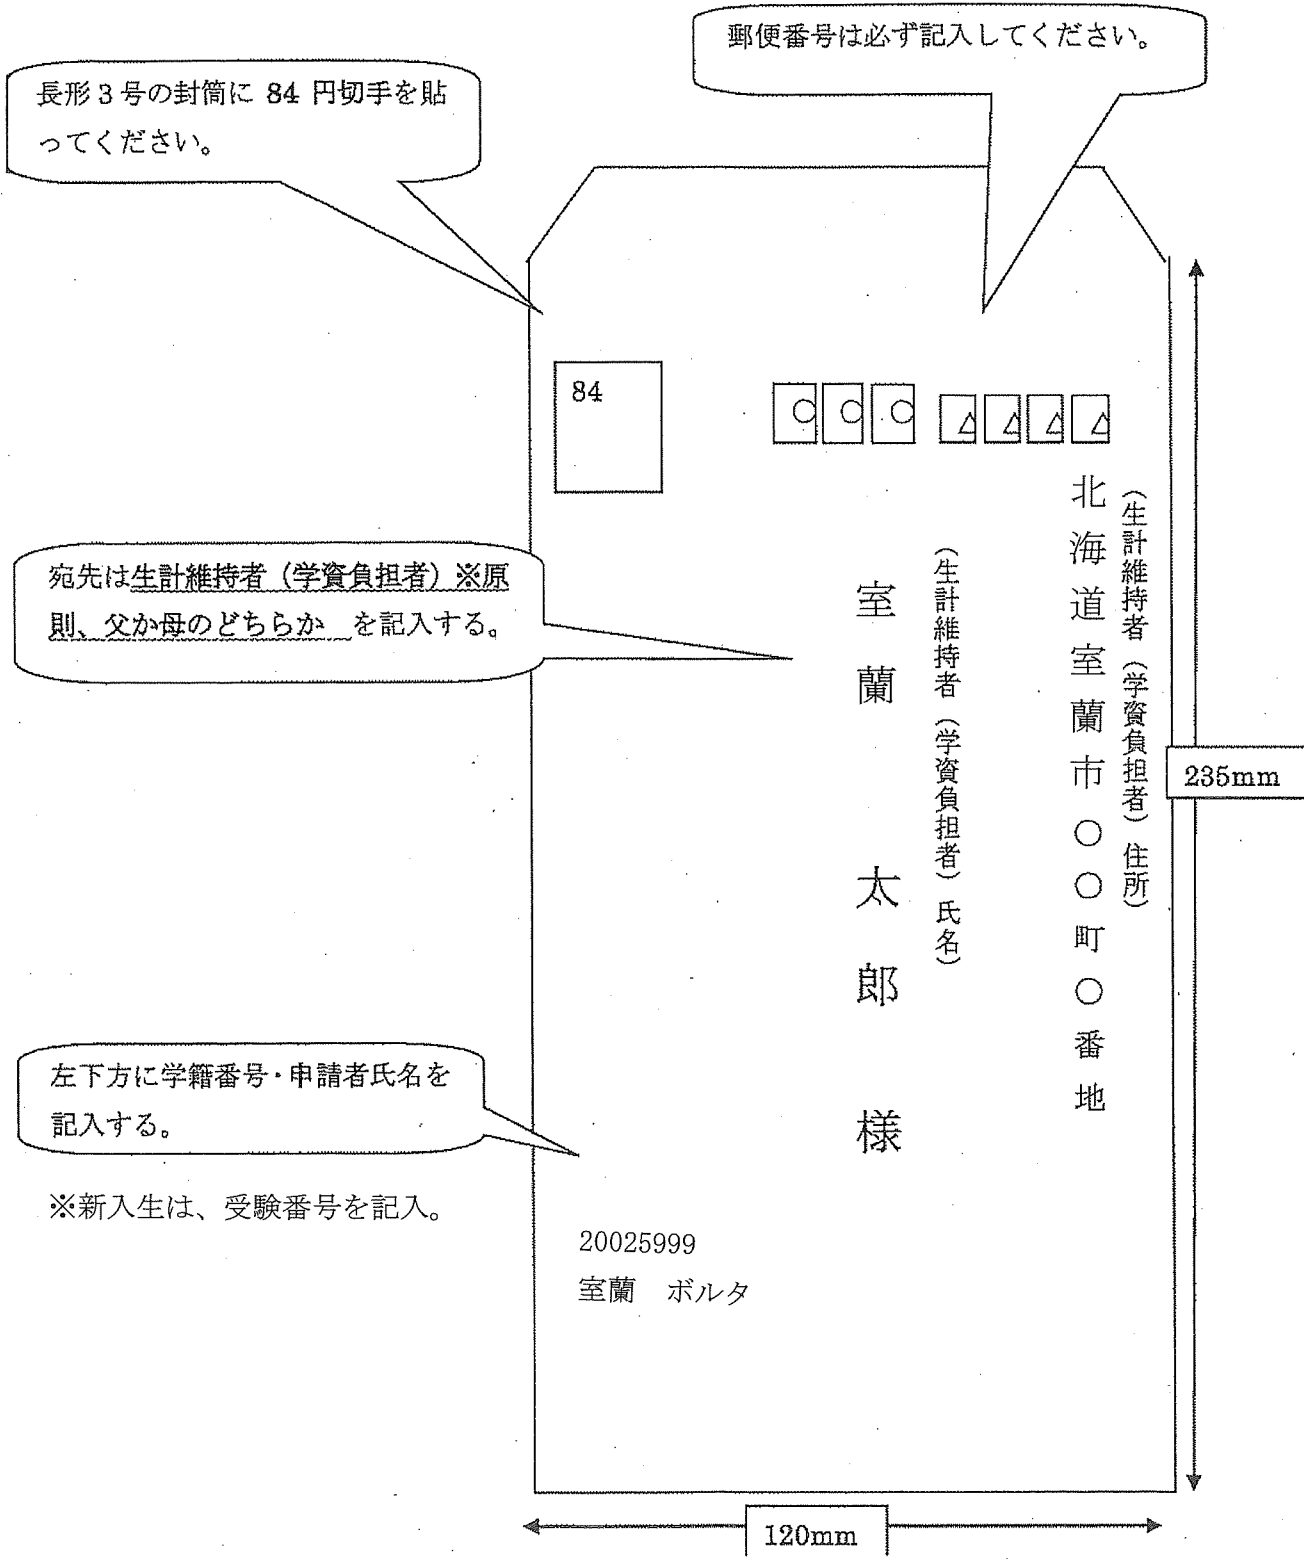 郵便番号は必ず記入してください。
長形3号の封筒に 84 円切手を貼
ってください。
84
○○○ △△△△
(生計維持者(学資負担者)住所)
北海道室蘭市○○町○番地
(生計維持者(学資負担者)氏名)
室蘭 太郎 様
宛先は生計維持者(学資負担者)※原
則、父か母のどちらか を記入する。
235mm
左下方に学籍番号・申請者氏名を
記入する。
※新入生は、受験番号を記入。
20025999
室蘭 ボルタ
120mm